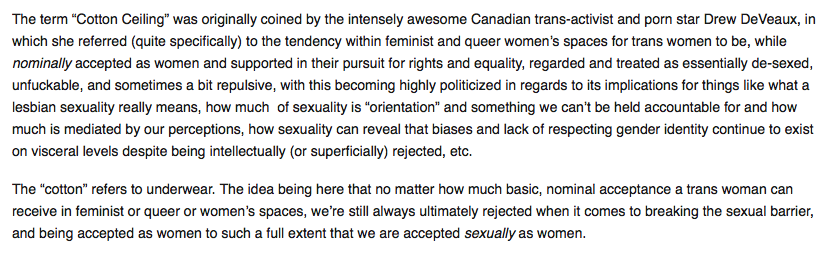 The term “Cotton Ceiling” was originally coined by the intensely awesome Canadian trans-activist and porn star Drew DeVeaux, in
which she referred (quite specifically) to the tendency within feminist and queer women’s spaces for trans women to be, while
nominally accepted as women and supported in their pursuit for rights and equality, regarded and treated as essentially de-sexed,
unfuckable, and sometimes a bit repulsive, with this becoming highly politicized in regards to its implications for things like what a
lesbian sexuality really means, how much  of sexuality is “orientation” and something we can’t be held accountable for and how
much is mediated by our perceptions, how sexuality can reveal that biases and lack of respecting gender identity continue to exist
on visceral levels despite being intellectually (or superficially) rejected, etc.
The “cotton” refers to underwear. The idea being here that no matter how much basic, nominal acceptance a trans woman can
receive in feminist or queer or women’s spaces, we’re still always ultimately rejected when it comes to breaking the sexual barrier,
and being accepted as women to such a full extent that we are accepted sexually as women.